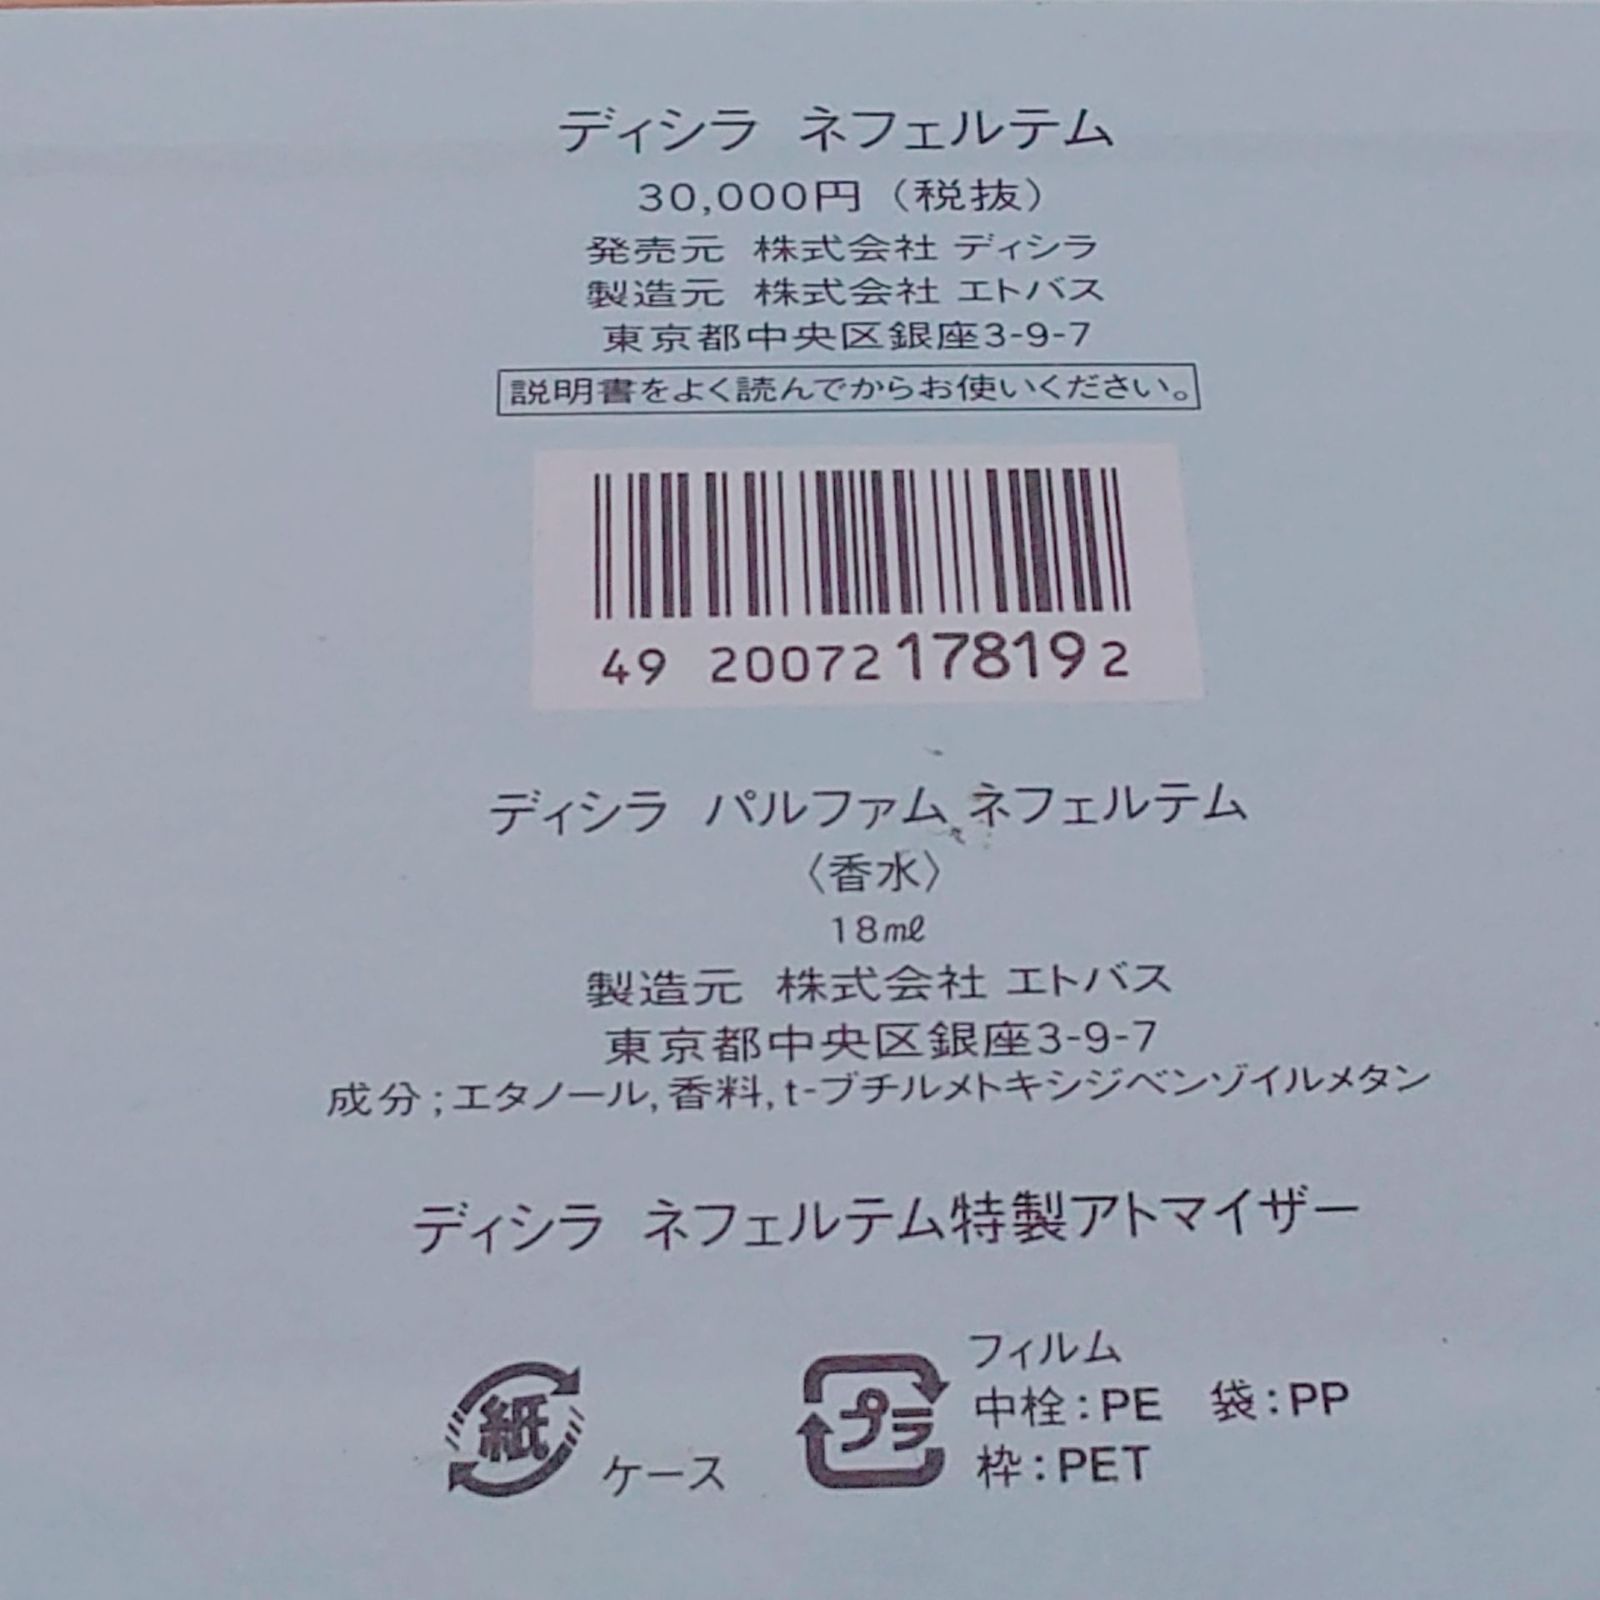 ディシラ ネフェルテム
30,000円（税抜）
発売元 株式会社 ディシラ
製造元 株式会社 エトバス
東京都中央区銀座3-9-7
説明書をよく読んでからお使いください。
49 20072 17819 2
ディシラ パルファム ネフェルテム
〈香水〉
18㎖
製造元 株式会社 エトバス
東京都中央区銀座3-9-7
成分;エタノール,香料,t-ブチルメトキシジベンゾイルメタン
ディシラ ネフェルテム特製アトマイザー
紙 ケース
プラ
フィルム
中栓:PE 袋:PP
枠:PET